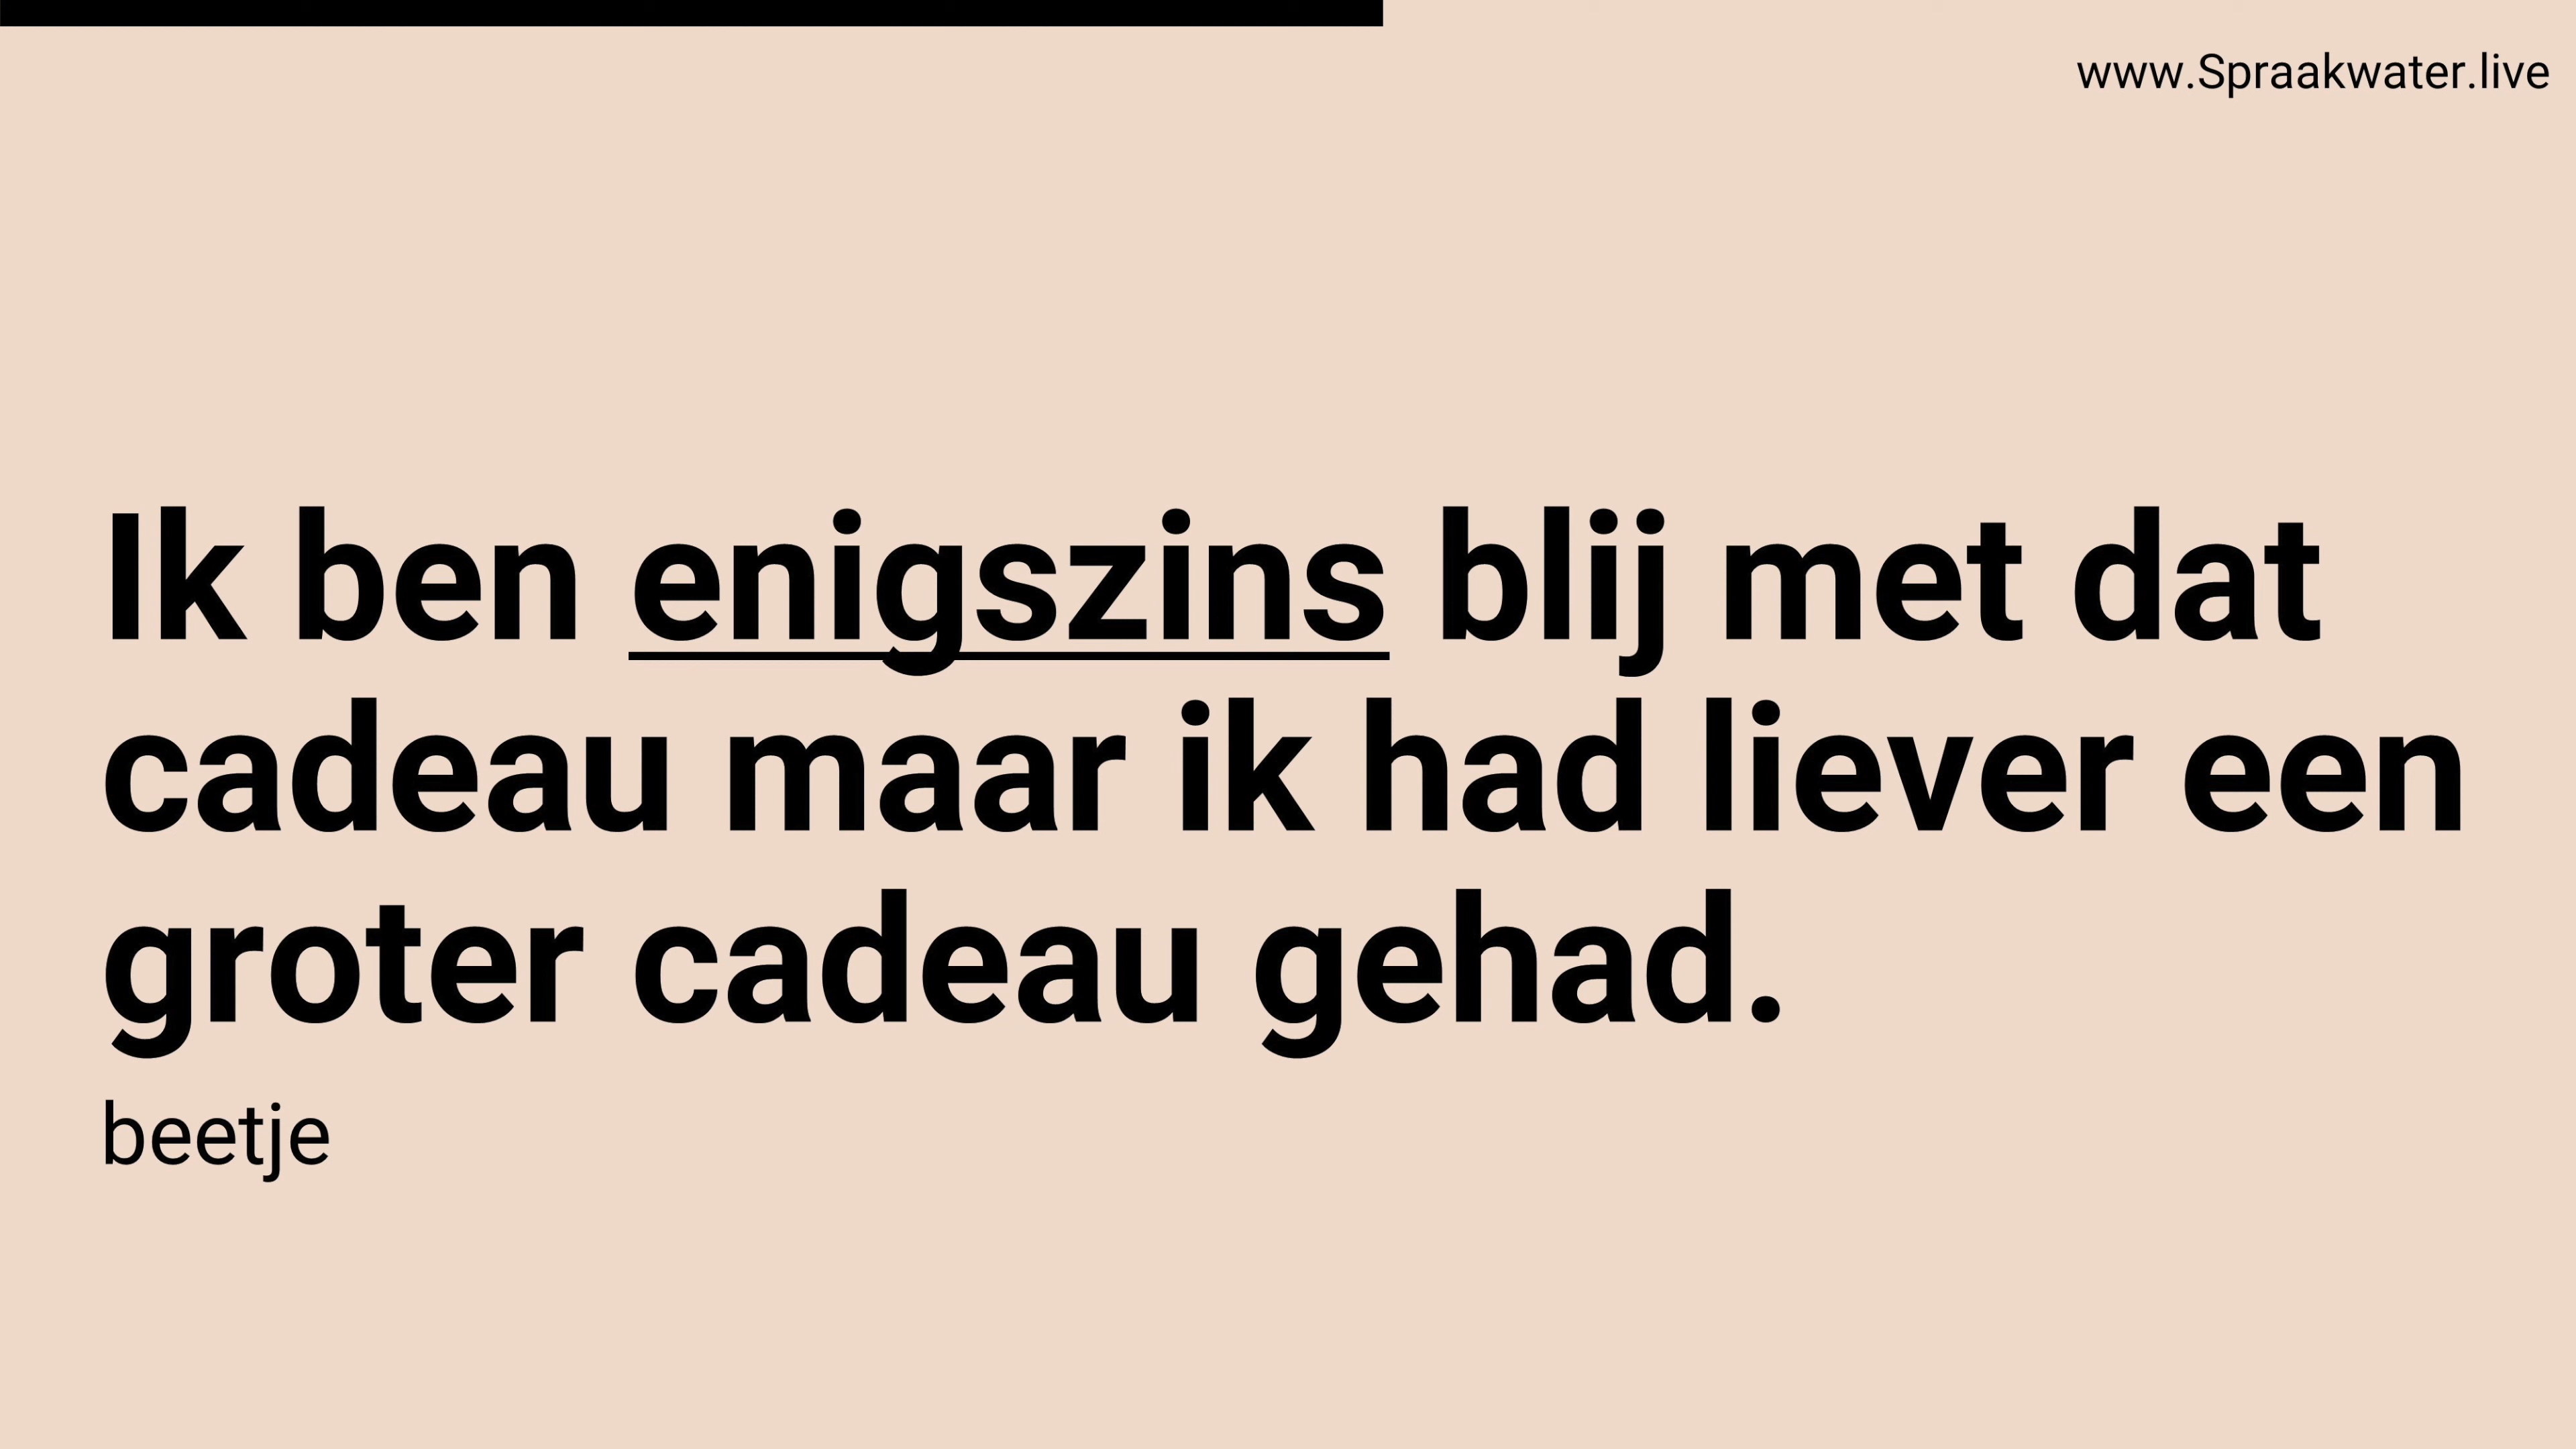 www.Spraakwater.live
Ik ben enigszins blij met dat
cadeau maar ik had liever een
groter cadeau gehad.
beetje